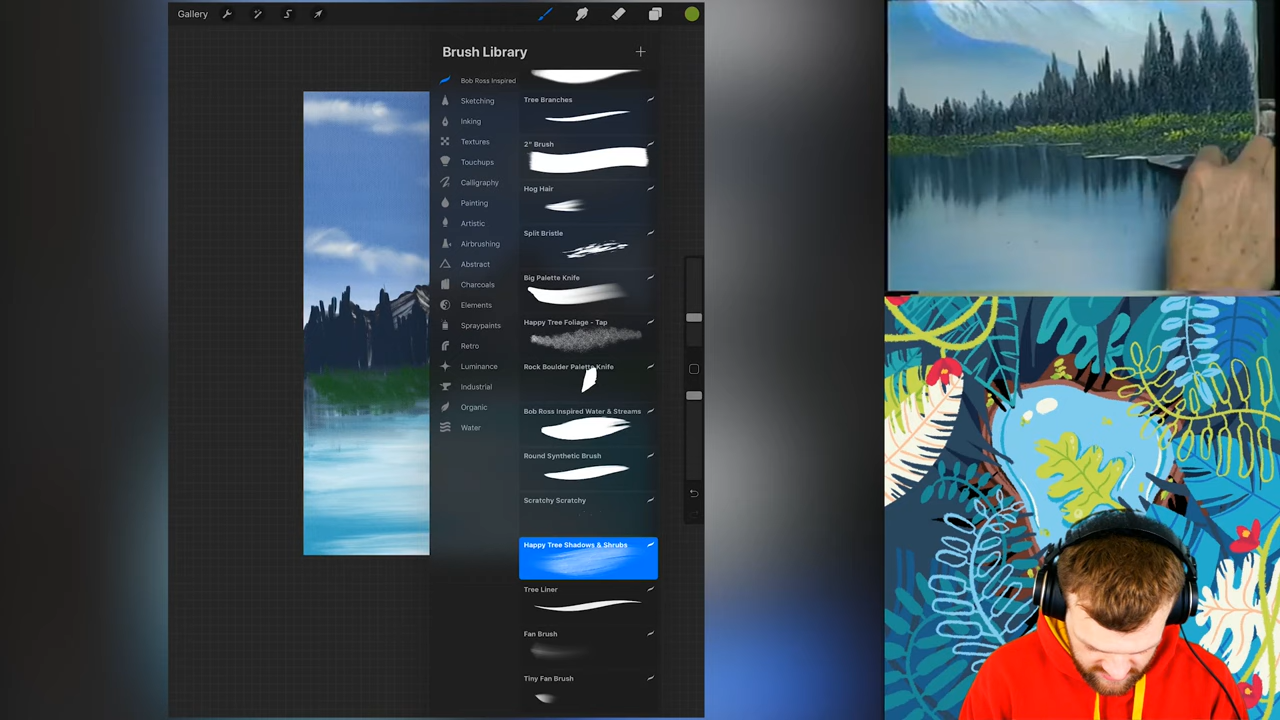 Gallery
Brush Library
Bob Ross Inspired
Sketching
Inking
Textures
Touchups
Calligraphy
Painting
Artistic
Airbrushing
Abstract
Charcoals
Elements
Spraypaints
Retro
Luminance
Industrial
Organic
Water
Tree Branches
2" Brush
Hog Hair
Split Bristle
Big Palette Knife
Happy Tree Foliage - Tap
Rock Boulder Palette Knife
Bob Ross Inspired Water & Streams
Round Synthetic Brush
Scratchy Scratchy
Happy Tree Shadows & Shrubs
Tree Liner
Fan Brush
Tiny Fan Brush